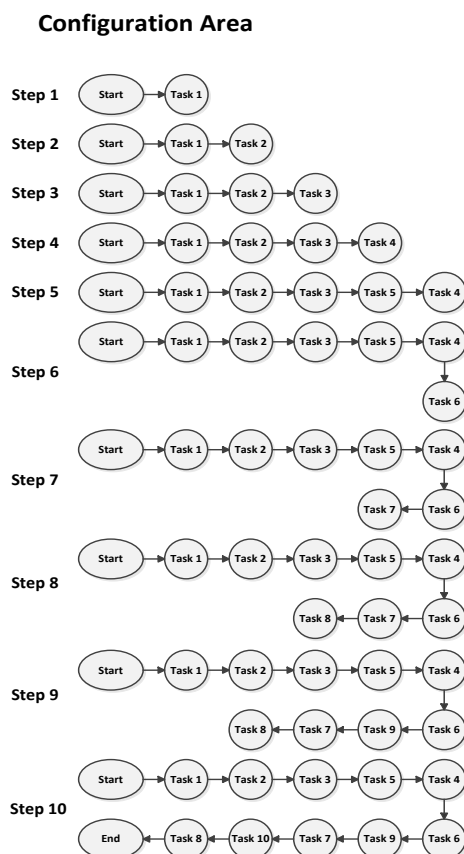 Configuration Area
Step 1 Start Task 1
Step 2 Start Task 1 Task 2
Step 3 Start Task 1 Task 2 Task 3
Step 4 Start Task 1 Task 2 Task 3 Task 4
Step 5 Start Task 1 Task 2 Task 3 Task 5 Task 4
Start Task 1 Task 2 Task 3 Task 5 Task 4
Step 6
Task 6
Start Task 1 Task 2 Task 3 Task 5 Task 4
Step 7
Task 7 Task 6
Start Task 1 Task 2 Task 3 Task 5 Task 4
Step 8
Task 8 Task 7 Task 6
Start Task 1 Task 2 Task 3 Task 5 Task 4
Step 9
Task 8 Task 7 Task 9 Task 6
Start Task 1 Task 2 Task 3 Task 5 Task 4
Step 10
End Task 8 Task 10 Task 7 Task 9 Task 6